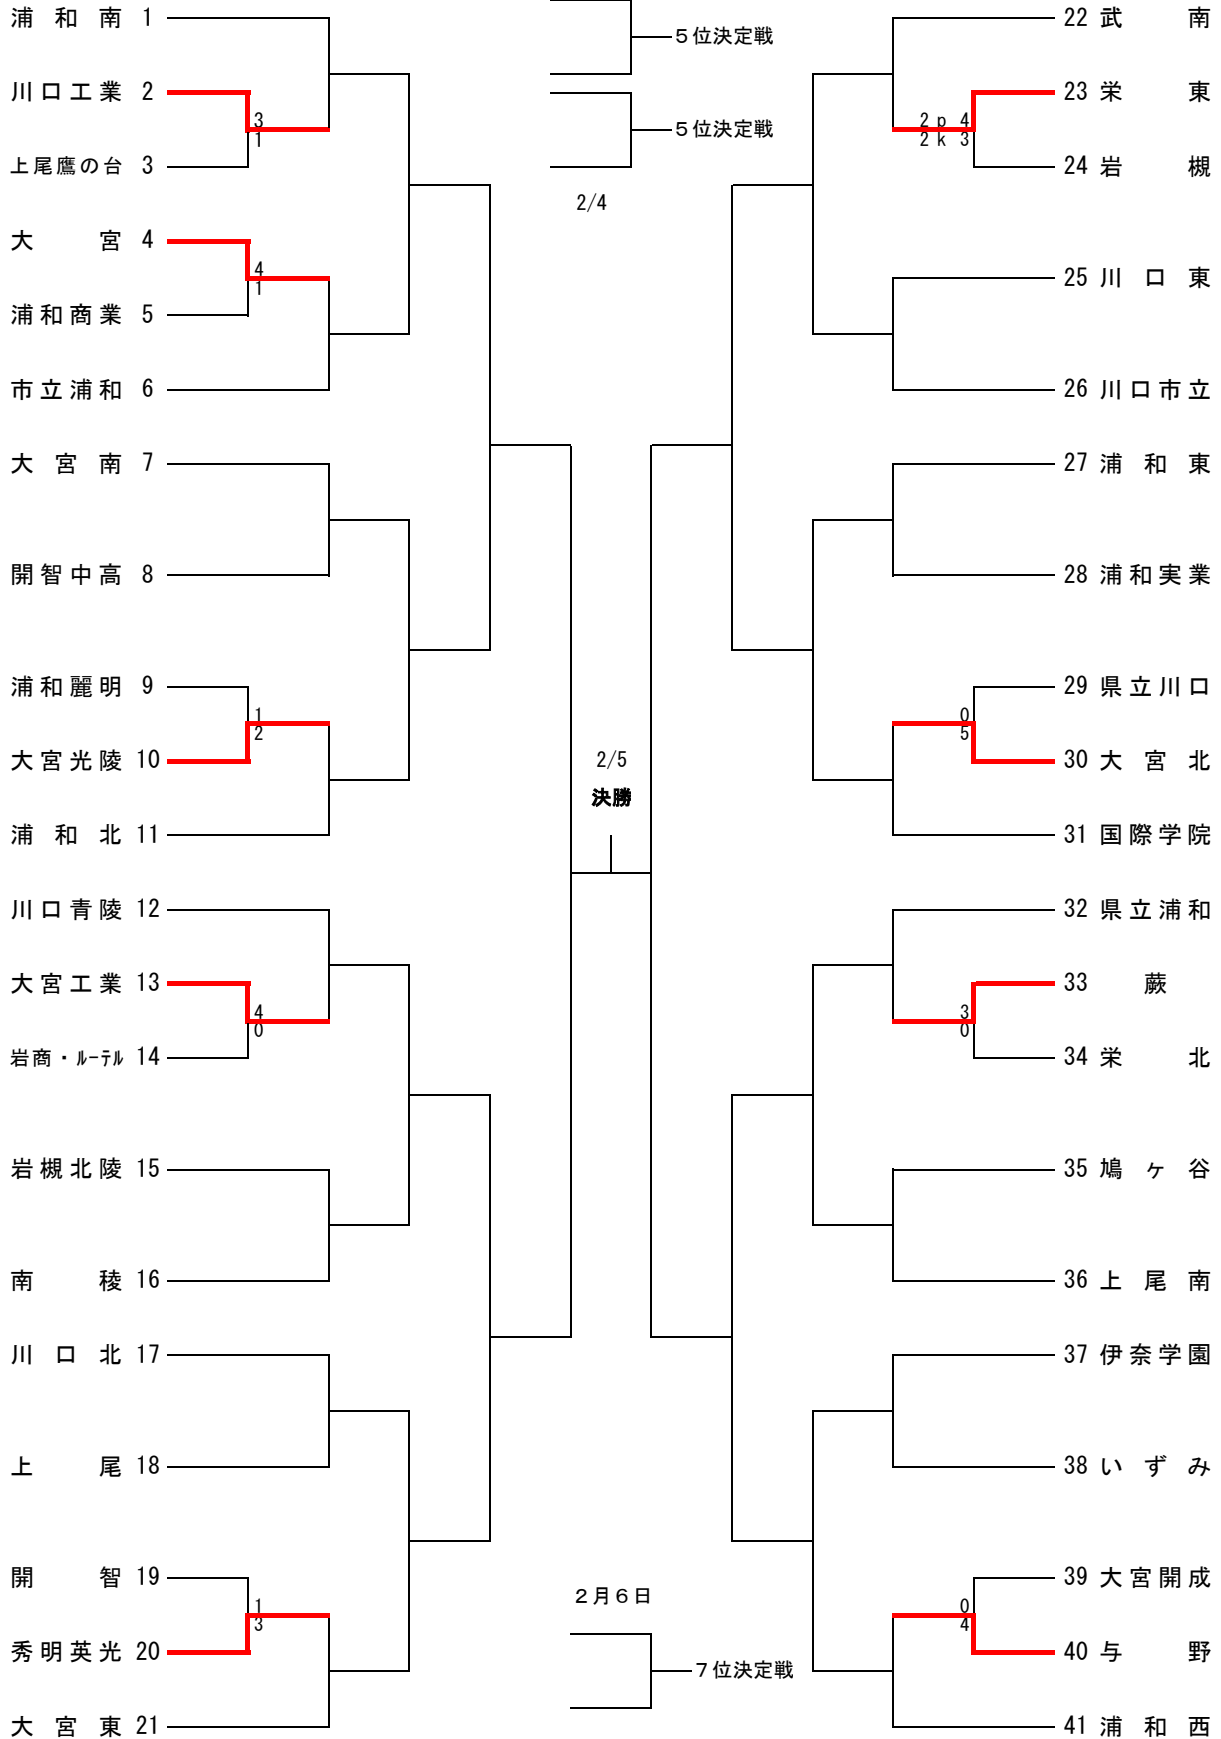 浦和南 1
川口工業 2
3
1
上尾鷹の台 3
大宮 4
4
1
浦和商業 5
市立浦和 6
大宮南 7
開智中高 8
浦和麗明 9
1
2
大宮光陵 10
浦和北 11
川口青陵 12
大宮工業 13
4
0
岩商・ルーテル 14
岩槻北陵 15
南稜 16
川口北 17
上尾 18
開智 19
1
3
秀明英光 20
大宮東 21
5位決定戦
5位決定戦
2/4
2/5
決勝
2月6日
7位決定戦
22 武南
23 栄東
2 p 4
2 k 3
24 岩槻
25 川口東
26 川口市立
27 浦和東
28 浦和実業
29 県立川口
0
5
30 大宮北
31 国際学院
32 県立浦和
33 蕨
3
0
34 栄北
35 鳩ヶ谷
36 上尾南
37 伊奈学園
38 いずみ
39 大宮開成
0
4
40 与野
41 浦和西